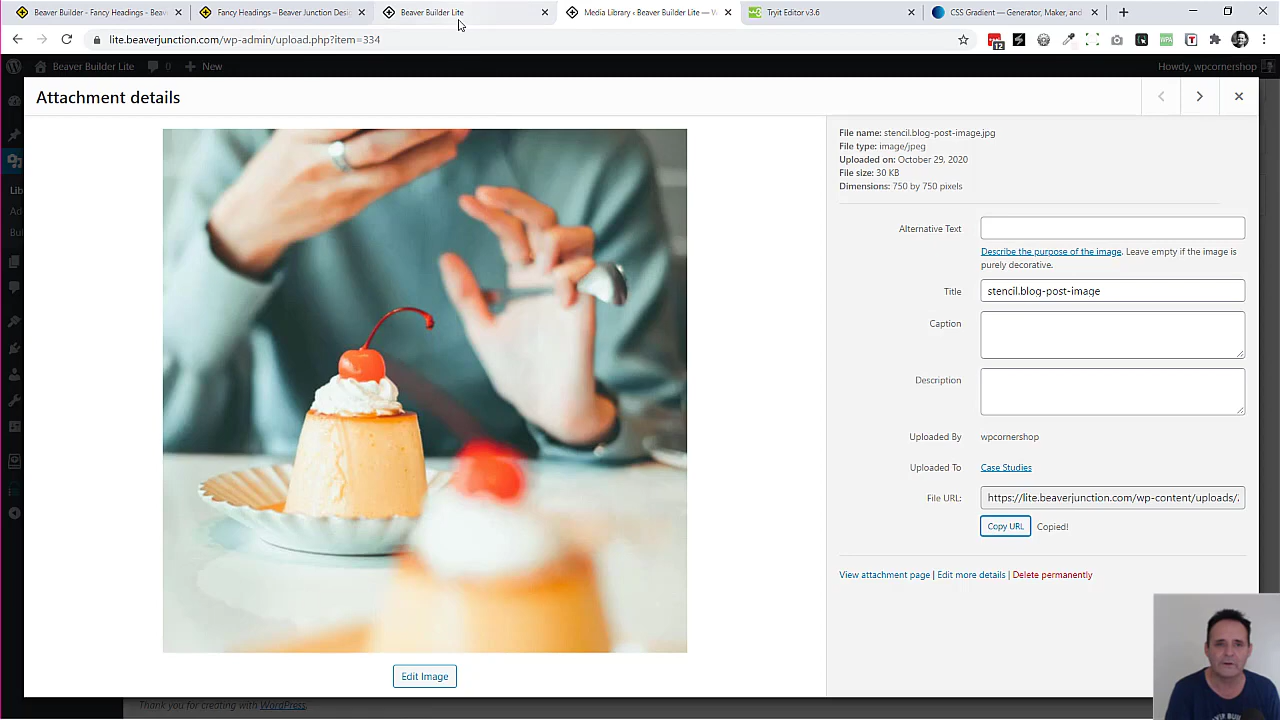 Beaver Builder - Fancy Headings - Beav
Fancy Headings – Beaver Junction Desi
Beaver Builder Lite
Media Library ‹ Beaver Builder Lite — W
Tryit Editor v3.6
CSS Gradient — Generator, Maker, and
lite.beaverjunction.com/wp-admin/upload.php?item=334
12
WPA
T
Beaver Builder Lite
0
New
Howdy, wpcornershop
Attachment details
File name: stencil.blog-post-image.jpg
File type: image/jpeg
Uploaded on: October 29, 2020
File size: 30 KB
Dimensions: 750 by 750 pixels
Lib
Ad
Bul
Alternative Text
Describe the purpose of the image. Leave empty if the image is
purely decorative.
Title
stencil.blog-post-image
Caption
Description
Uploaded By
wpcornershop
Uploaded To
Case Studies
File URL:
https://lite.beaverjunction.com/wp-content/uploads/
Copy URL
Copied!
View attachment page | Edit more details | Delete permanently
Edit Image
Thank you for creating with WordPress.